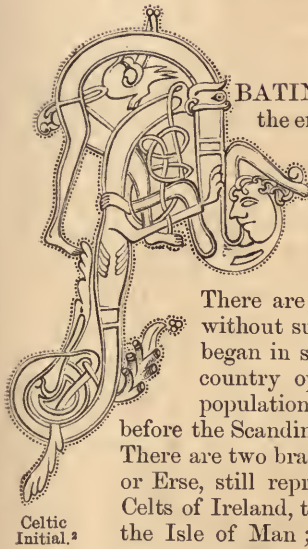 BATIN
the en
There are
without su
began in s
country o
population
before the Scandin
There are two bra
or Erse, still repr
Celts of Ireland, t
the Isle of Man ;
Celtic
Initial.²